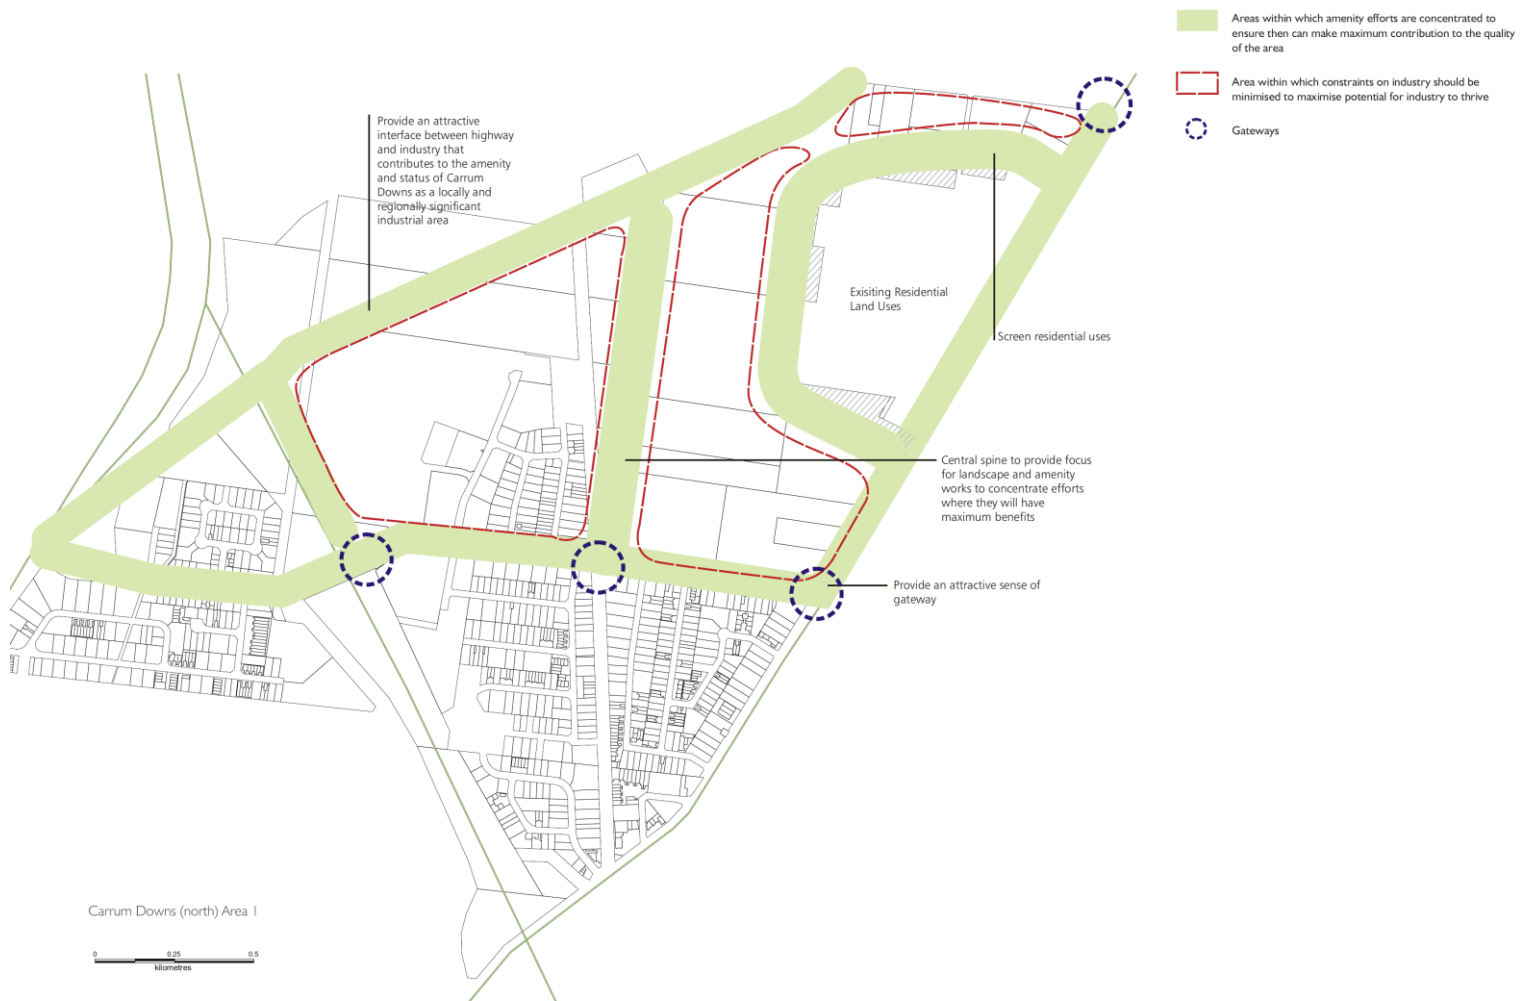 Areas within which amenity efforts are concentrated to
ensure then can make maximum contribution to the quality
of the area
Area within which constraints on industry should be
minimised to maximise potential for industry to thrive
Gateways
Provide an attractive
interface between highway
and industry that
contributes to the amenity
and status of Carrum
Downs as a locally and
regionally significant
industrial area
Exisiting Residential
Land Uses
Screen residential uses
Central spine to provide focus
for landscape and amenity
works to concentrate efforts
where they will have
maximum benefits
Provide an attractive sense of
gateway
Carrum Downs (north) Area 1
0 0.25 0.5
kilometres